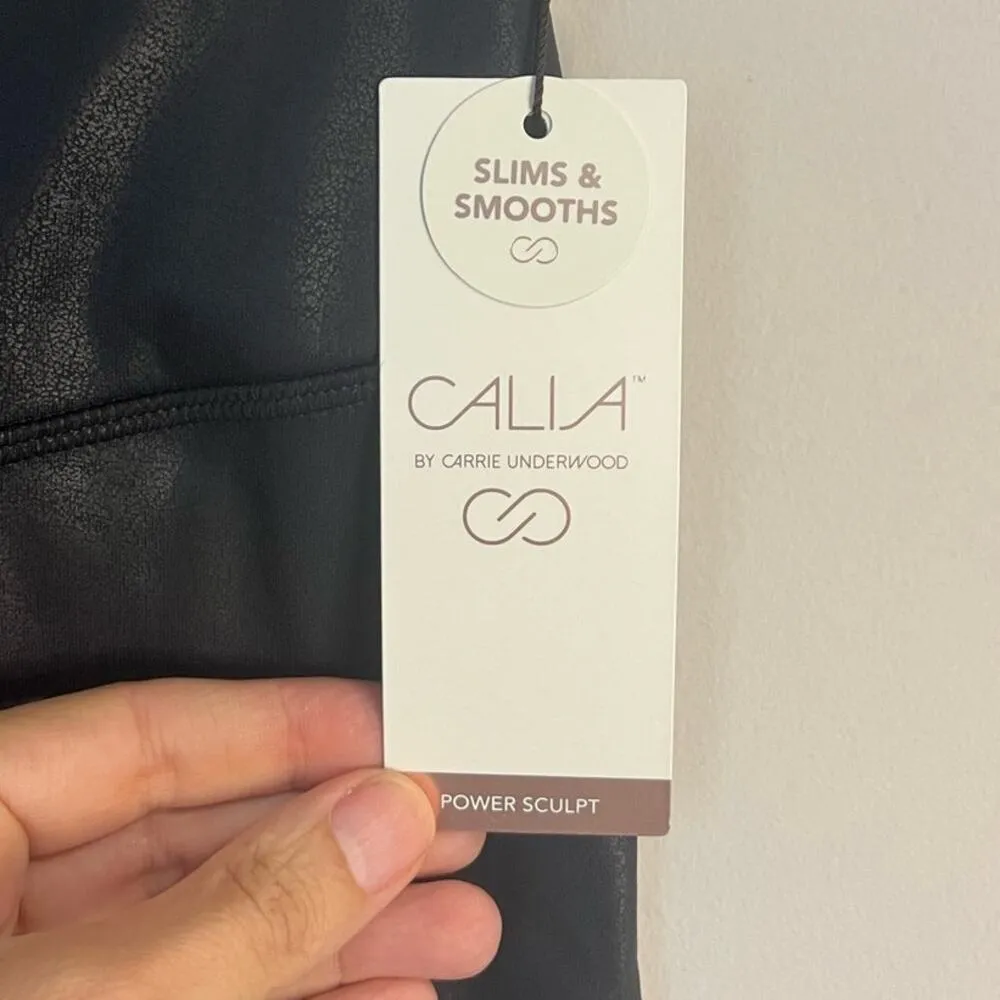 SLIMS &
SMOOTHS
CALIA™
BY CARRIE UNDERWOOD
POWER SCULPT